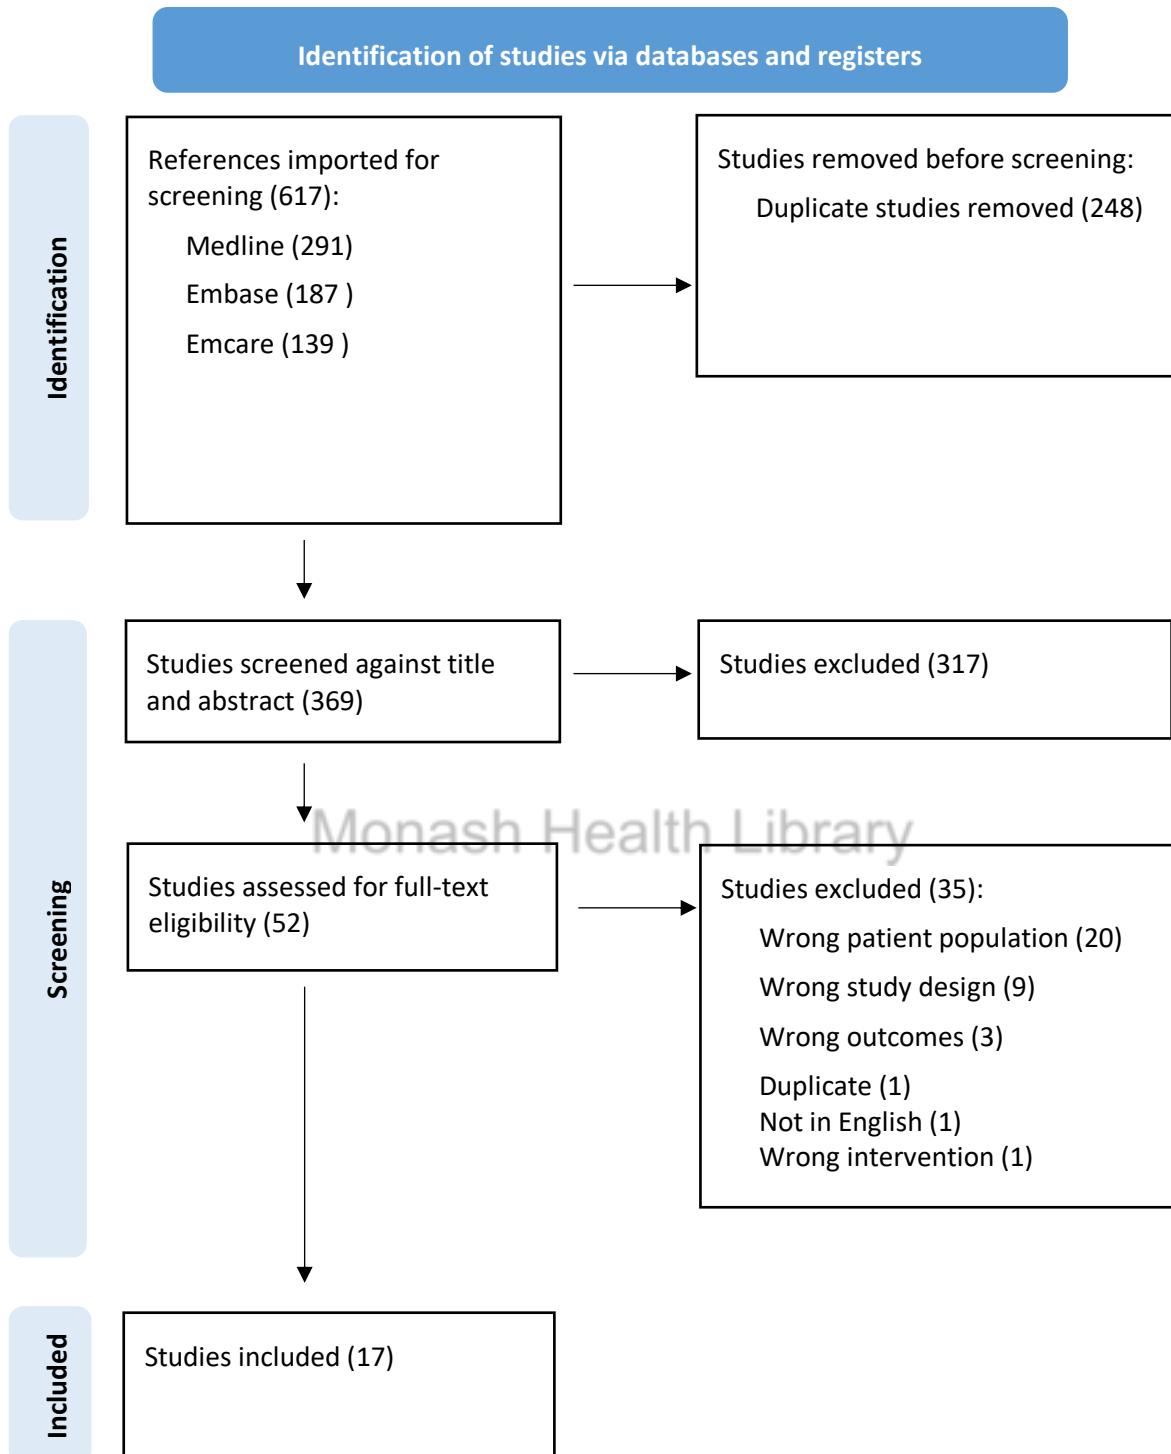 Identification of studies via databases and registers
Identification
References imported for
screening (617):
Medline (291)
Embase (187 )
Emcare (139 )
Studies removed before screening:
Duplicate studies removed (248)
Screening
Studies screened against title
and abstract (369)
Studies excluded (317)
Monash Health Library
Studies assessed for full-text
eligibility (52)
Studies excluded (35):
Wrong patient population (20)
Wrong study design (9)
Wrong outcomes (3)
Duplicate (1)
Not in English (1)
Wrong intervention (1)
Included
Studies included (17)